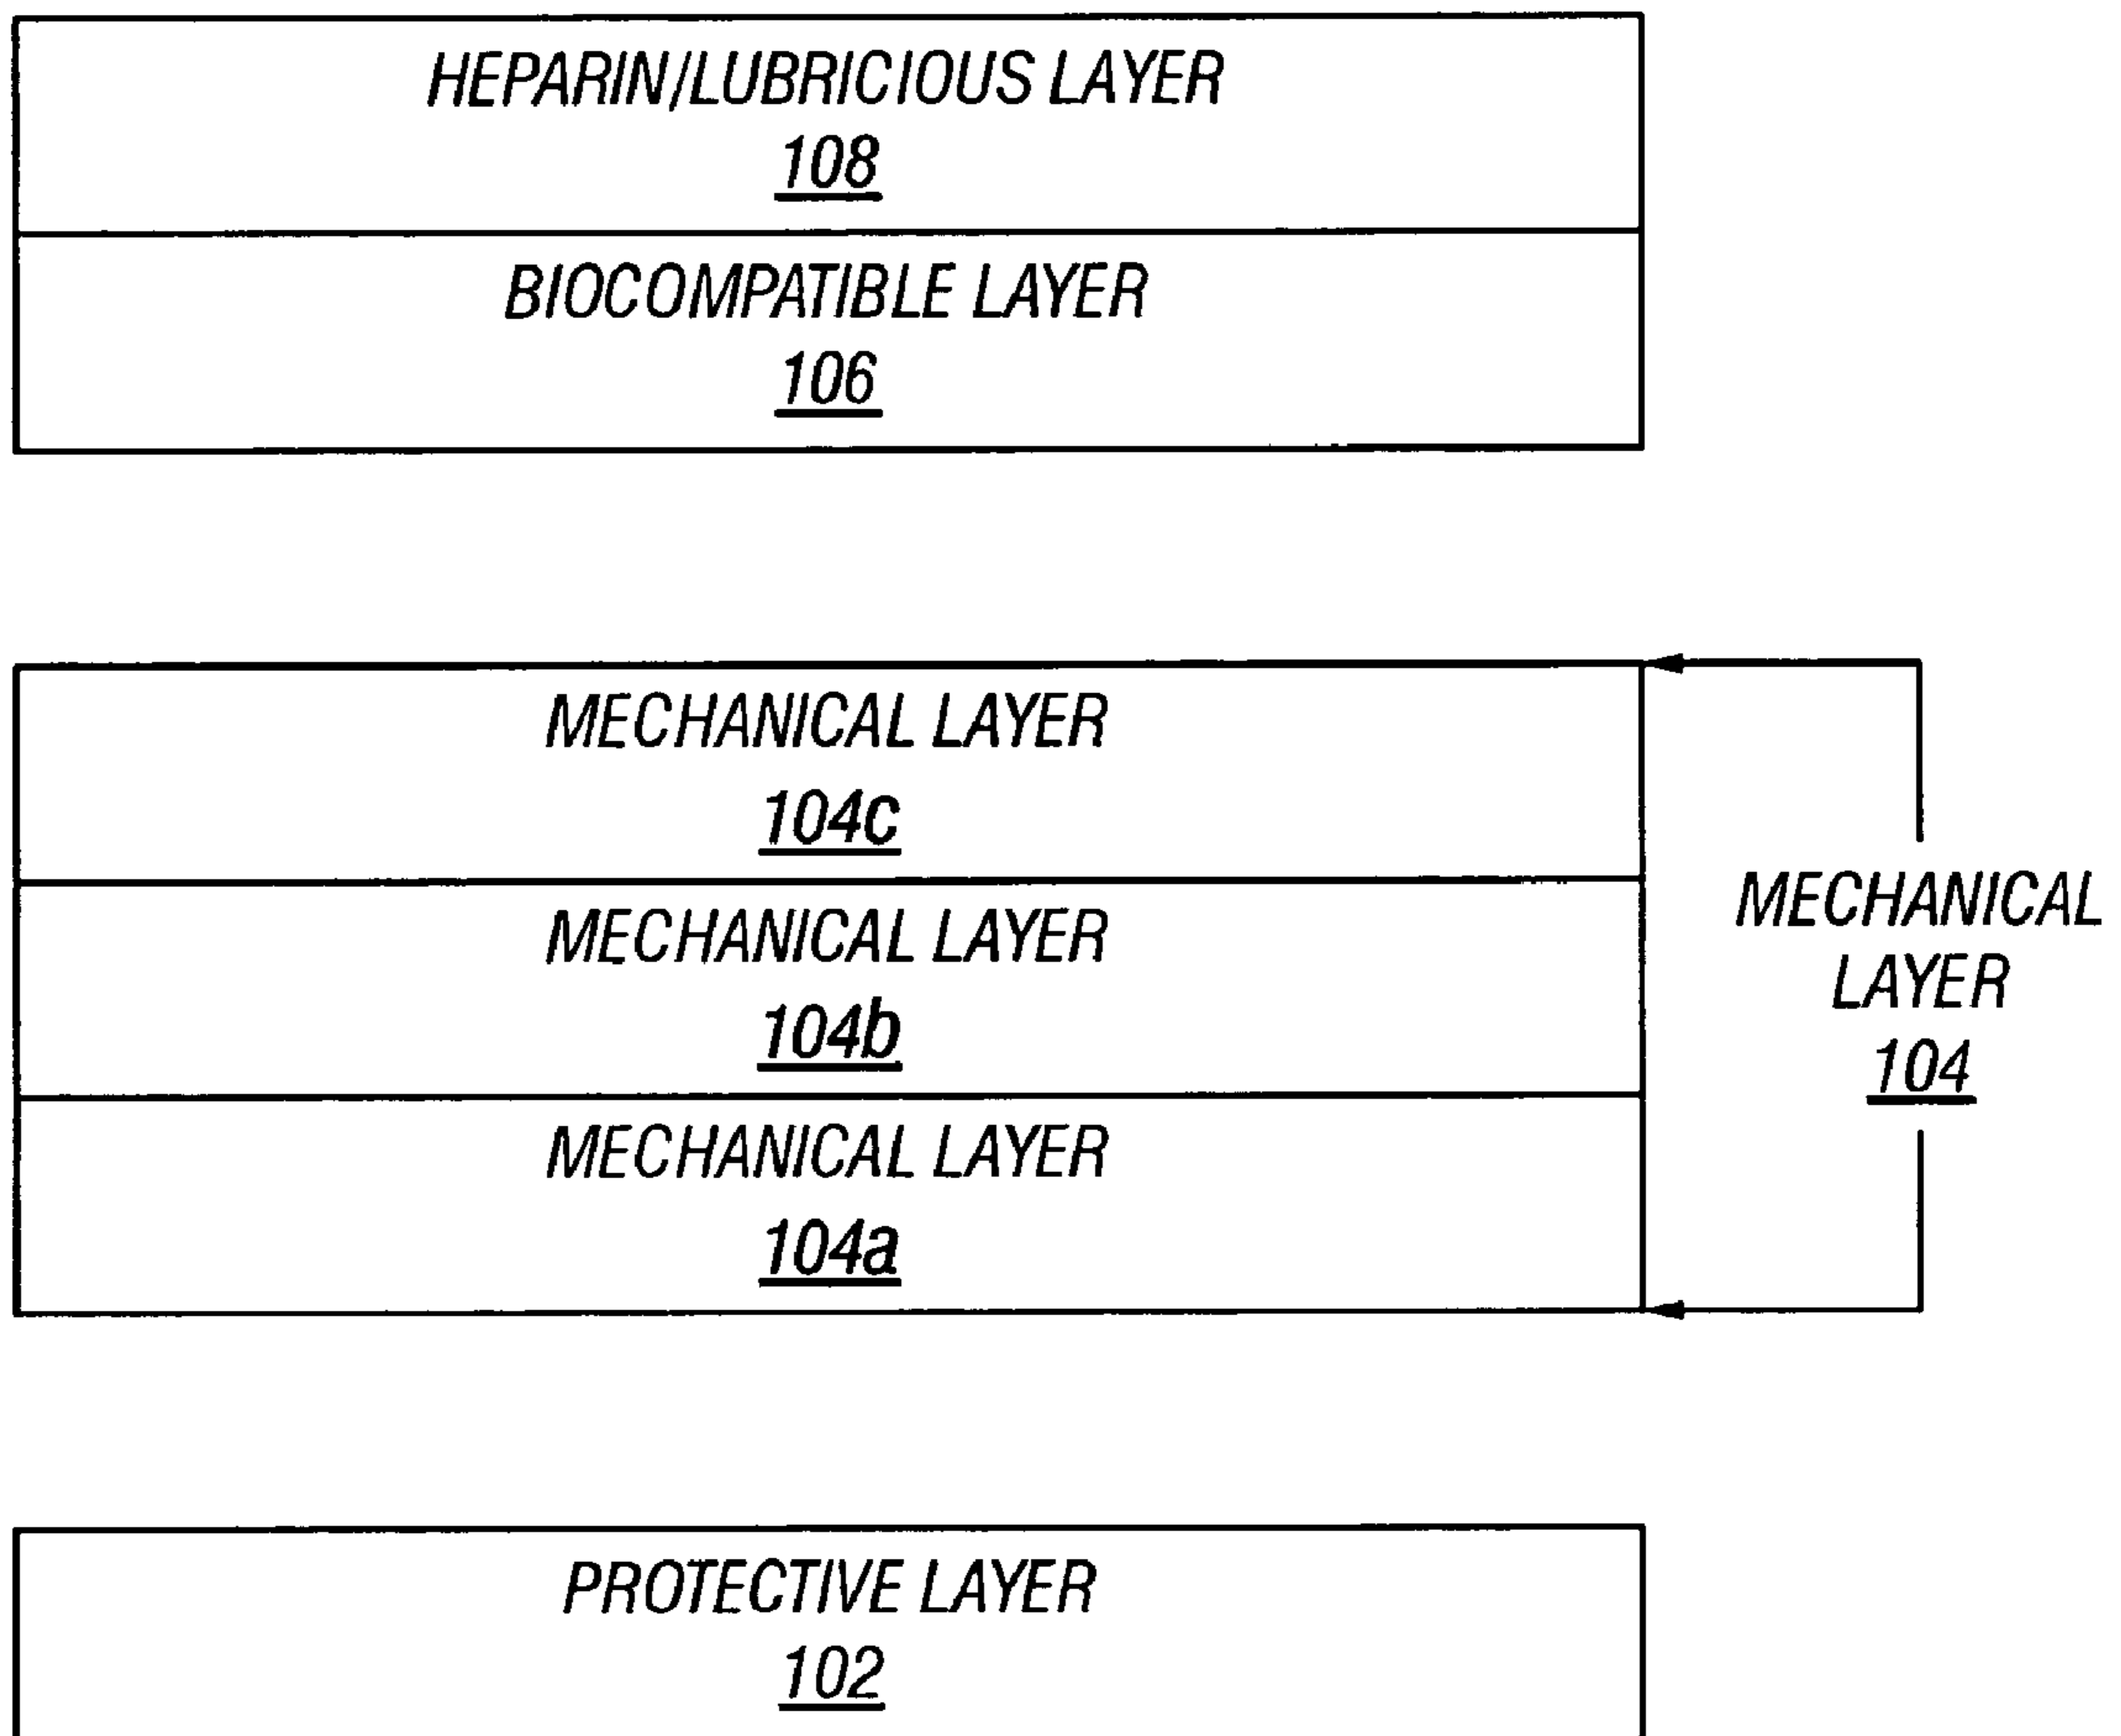 HEPARIN/LUBRICIOUS LAYER
108
BIOCOMPATIBLE LAYER
106
MECHANICAL LAYER
104c
MECHANICAL LAYER
104b
MECHANICAL LAYER
104a
MECHANICAL
LAYER
104
PROTECTIVE LAYER
102